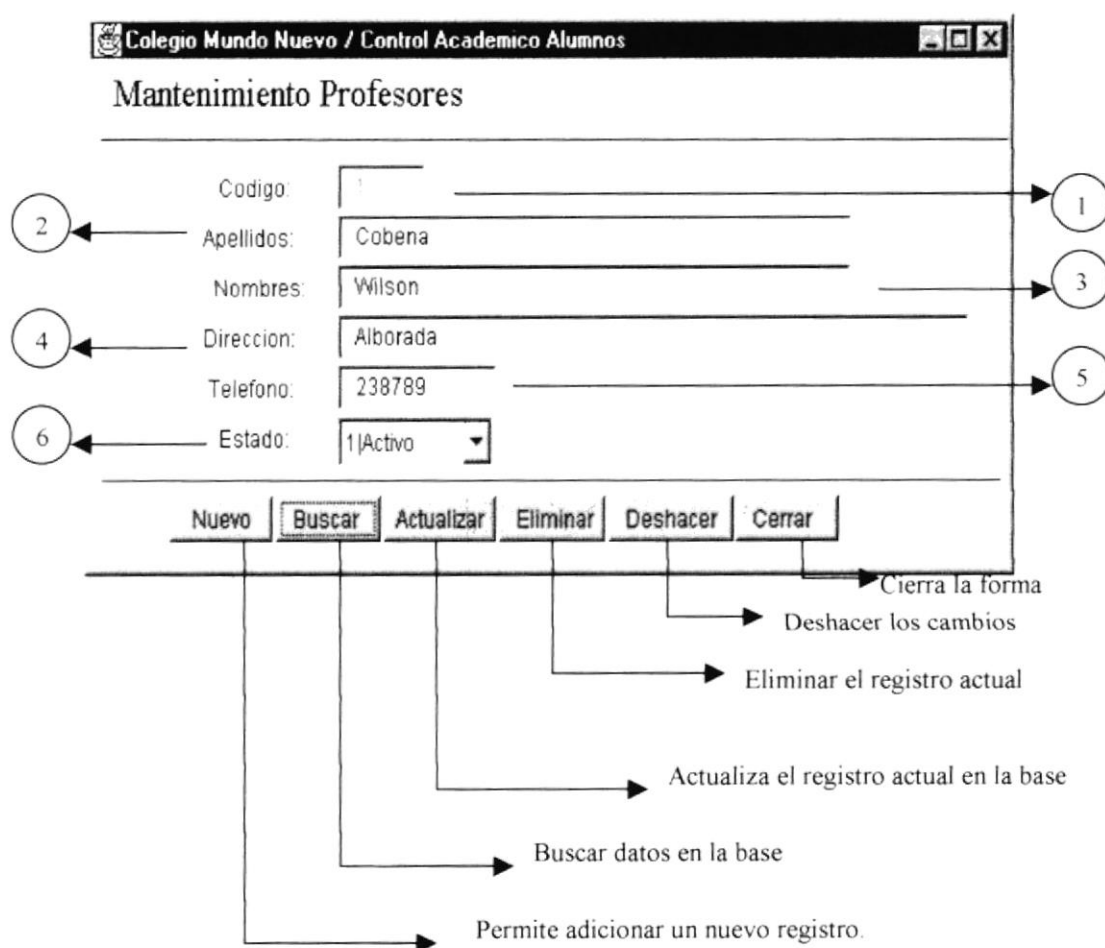 Colegio Mundo Nuevo / Control Academico Alumnos
Mantenimiento Profesores
Codigo: 1
1
2
Apellidos: Cobena
Nombres: Wilson
3
4
Direccion: Alborada
Telefono: 238789
5
6
Estado: 1|Activo
Nuevo Buscar Actualizar Eliminar Deshacer Cerrar
Cierra la forma
Deshacer los cambios
Eliminar el registro actual
Actualiza el registro actual en la base
Buscar datos en la base
Permite adicionar un nuevo registro.